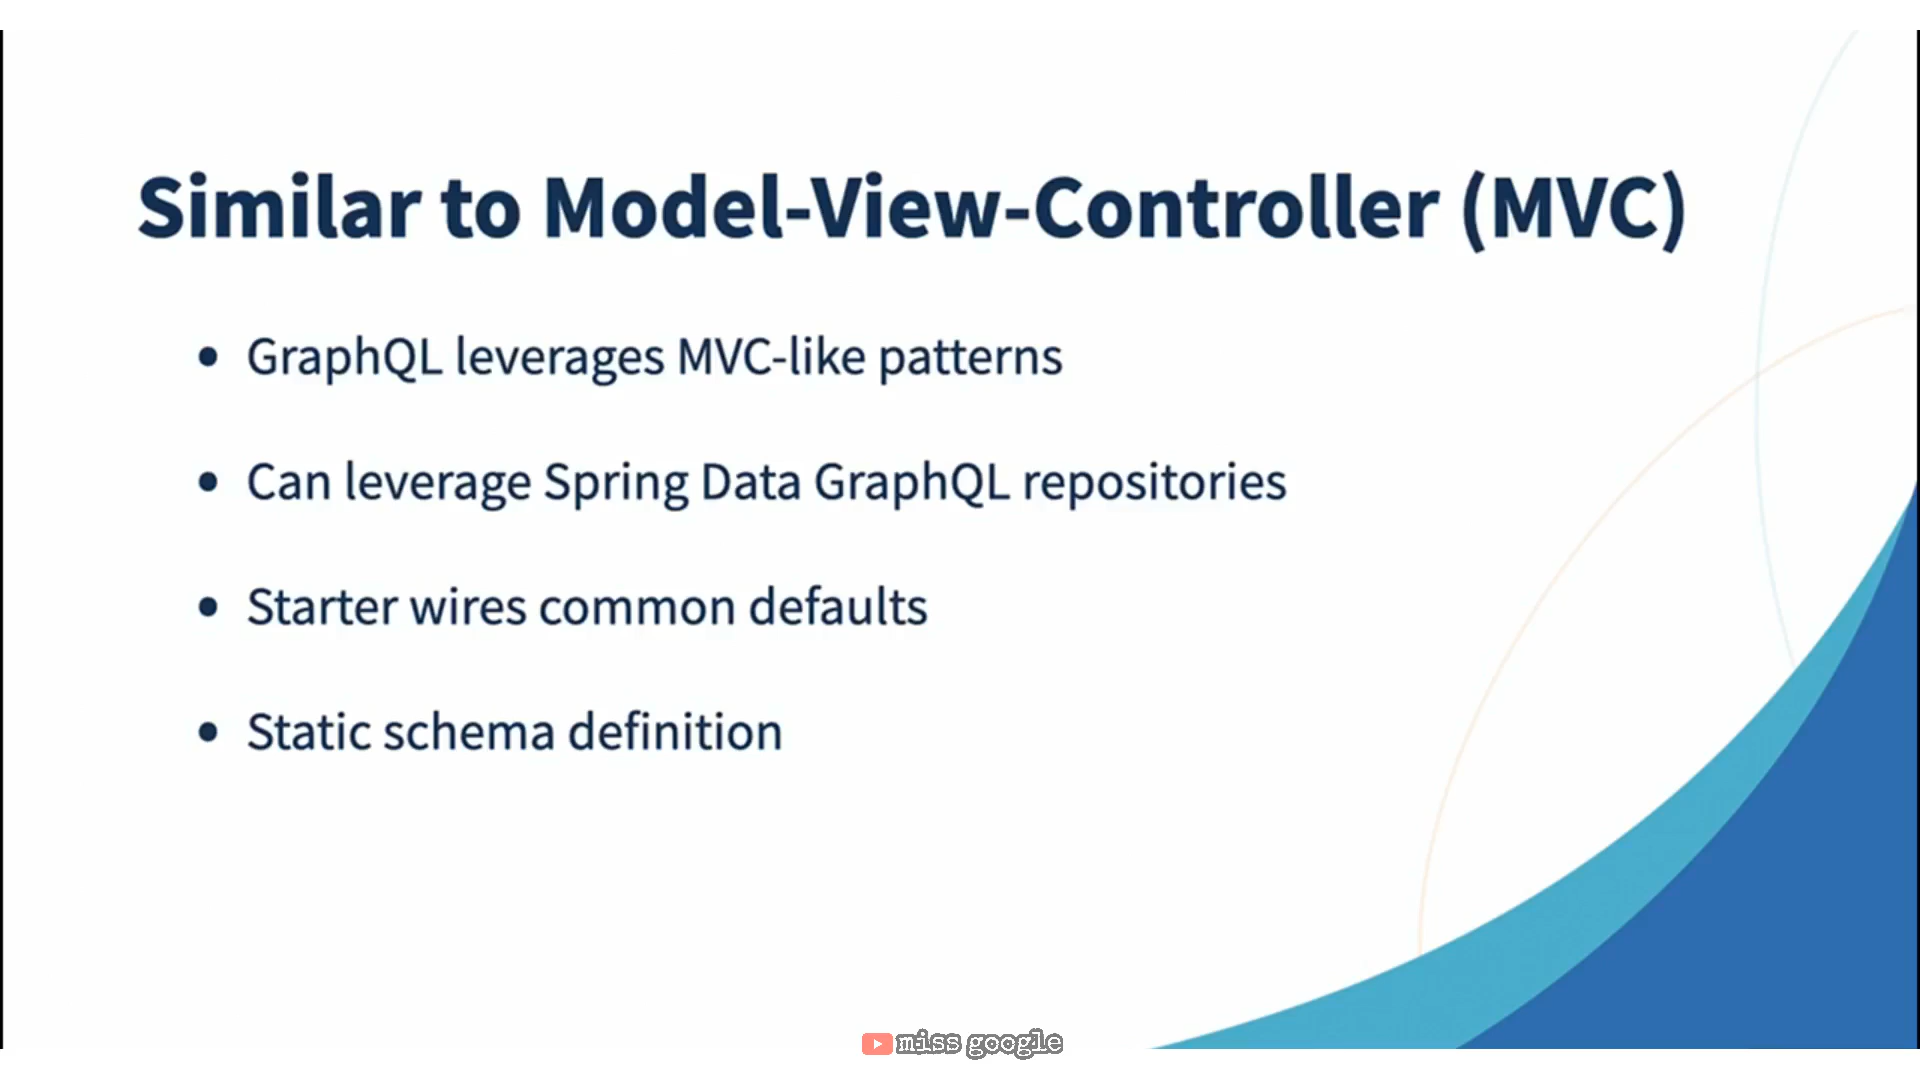 Similar to Model-View-Controller (MVC)
• GraphQL leverages MVC-like patterns
• Can leverage Spring Data GraphQL repositories
• Starter wires common defaults
• Static schema definition
miss google